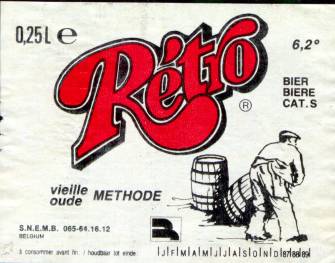 0,25L e
6,2°
Rétro
®
BIER
BIERE
CAT. S
vieille
oude METHODE
S.N.E.M.B. 065-64.16.12
BELGIUM
B
à consommer avant fin. / houdbaar tot einde
J F M A M J J A S O N D